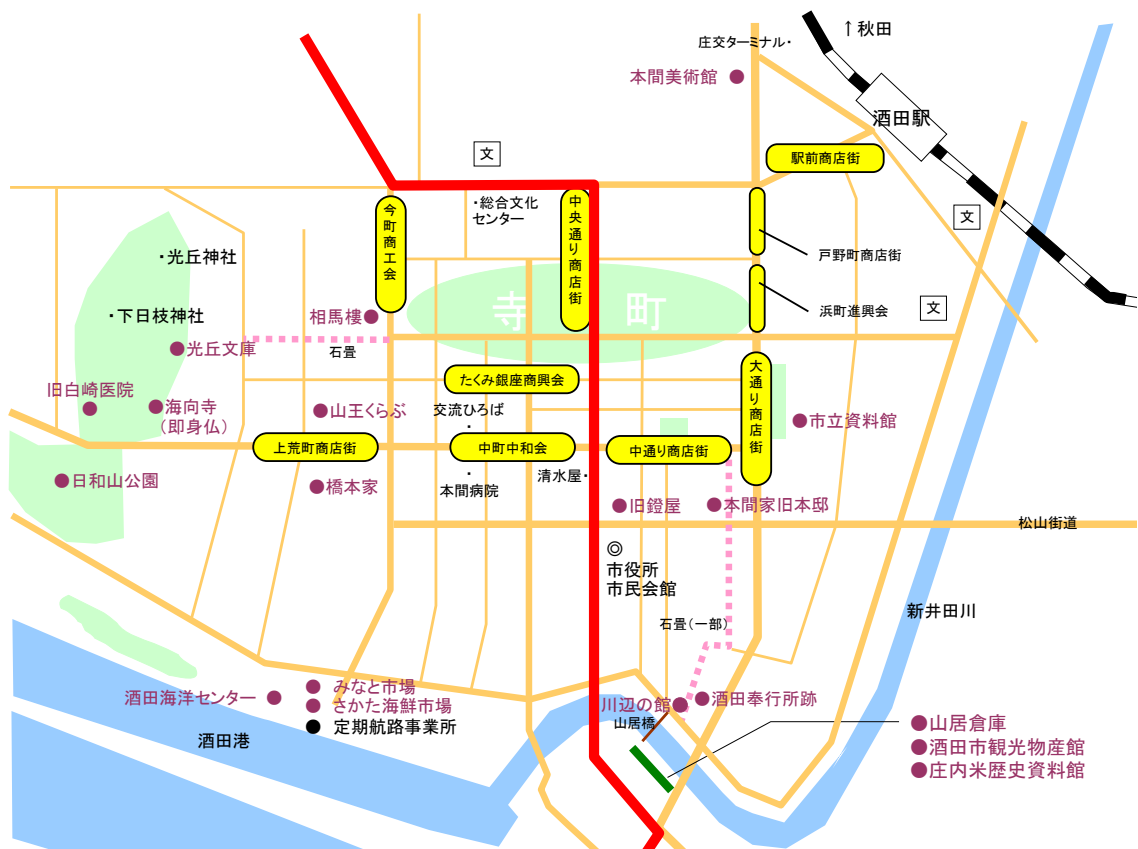 ↑秋田
庄交ターミナル・
本間美術館
酒田駅
駅前商店街
文
・総合文化
センター
中央通り商店街
今町商工会
文
戸野町商店街
・光丘神社
寺町
文
浜町進興会
・下日枝神社
相馬樓
光丘文庫
石畳
大通り商店街
たくみ銀座商興会
旧白崎医院
海向寺
(即身仏)
山王くらぶ
交流ひろば
・
市立資料館
上荒町商店街
中町中和会
中通り商店街
日和山公園
橋本家
・
本間病院
清水屋・
旧鐙屋
本間家旧本邸
松山街道
◎
市役所
市民会館
新井田川
石畳(一部)
酒田海洋センター
みなと市場
さかた海鮮市場
定期航路事業所
川辺の館
酒田奉行所跡
山居橋
酒田港
山居倉庫
酒田市観光物産館
庄内米歴史資料館